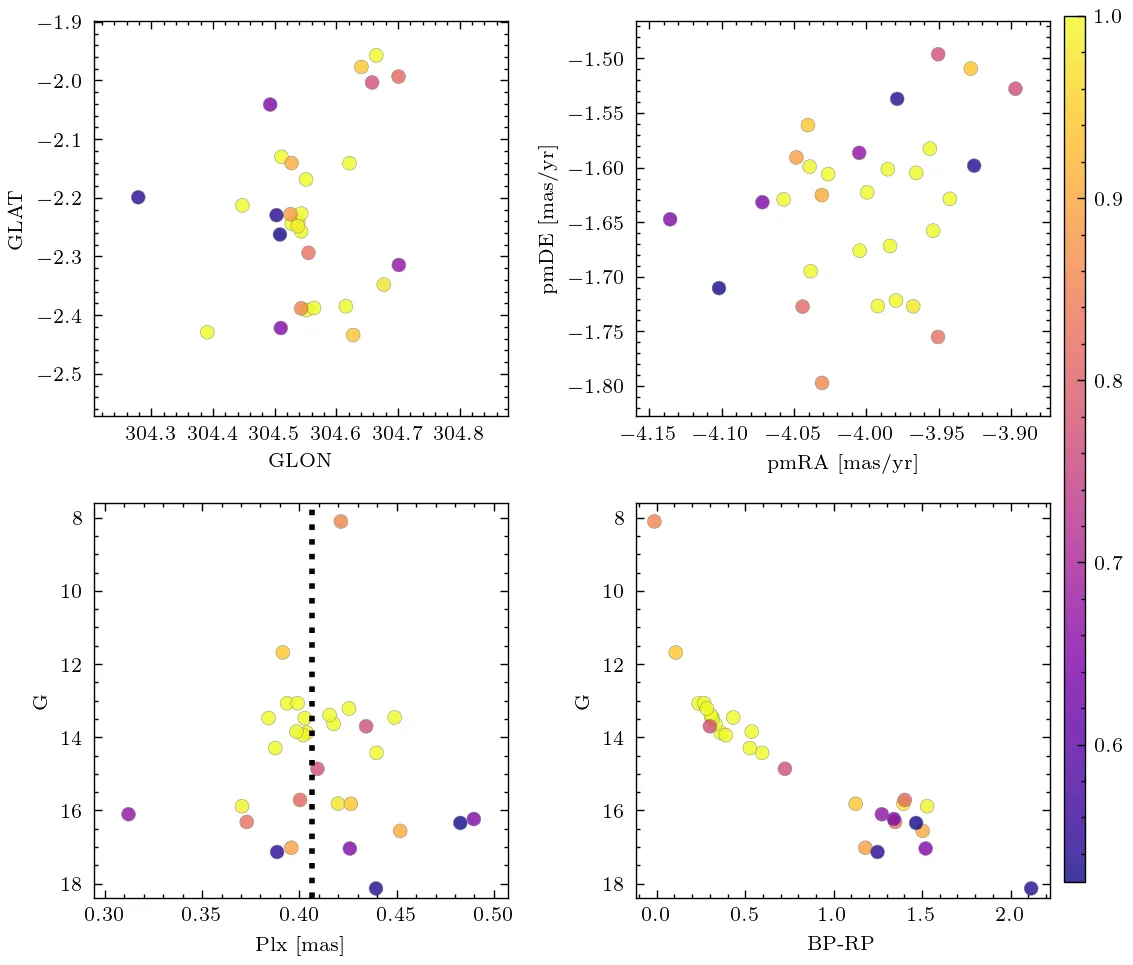 −1.9
−2.0
−2.1
−2.2
−2.3
−2.4
−2.5
GLAT
304.3 304.4 304.5 304.6 304.7 304.8
GLON
−1.50
−1.55
−1.60
−1.65
−1.70
−1.75
−1.80
pmDE [mas/yr]
−4.15 −4.10 −4.05 −4.00 −3.95 −3.90
pmRA [mas/yr]
8
10
12
14
16
18
G
0.30 0.35 0.40 0.45 0.50
Plx [mas]
8
10
12
14
16
18
G
0.0 0.5 1.0 1.5 2.0
BP-RP
1.0
0.9
0.8
0.7
0.6